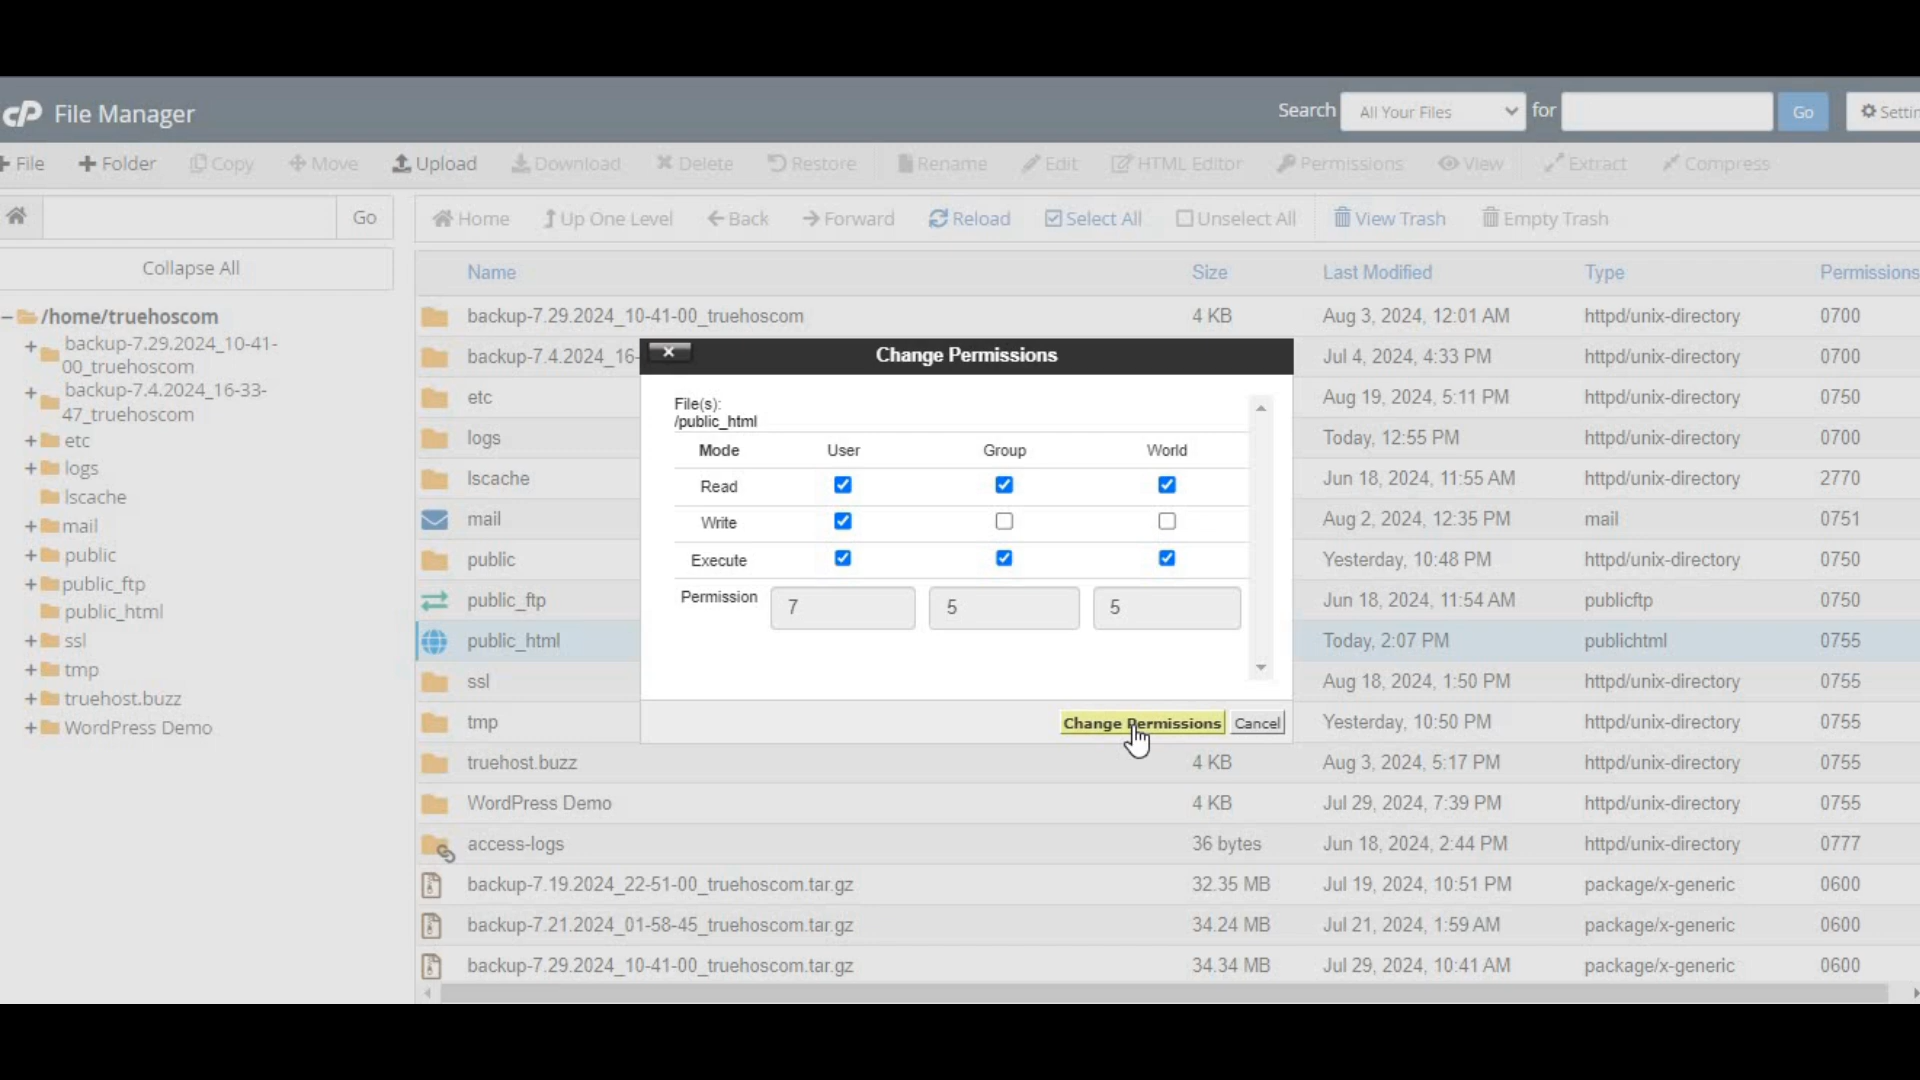 cP File Manager Search All Your Files for Go Settin
+ File + Folder Copy Move Upload Download Delete Restore Rename Edit HTML Editor Permissions View Extract Compress
Go Home Up One Level Back Forward Reload Select All Unselect All View Trash Empty Trash
Collapse All
/home/truehoscom
backup-7.29.2024_10-41-
00_truehoscom
backup-7.4.2024_16-33-
47_truehoscom
etc
logs
lscache
mail
public
public_ftp
public_html
ssl
tmp
truehost.buzz
WordPress Demo
Name Size Last Modified Type Permissions
backup-7.29.2024_10-41-00_truehoscom 4 KB Aug 3, 2024, 12:01 AM httpd/unix-directory 0700
backup-7.4.2024_16- Jul 4, 2024, 4:33 PM httpd/unix-directory 0700
etc Aug 19, 2024, 5:11 PM httpd/unix-directory 0750
logs Today, 12:55 PM httpd/unix-directory 0700
lscache Jun 18, 2024, 11:55 AM httpd/unix-directory 2770
mail Aug 2, 2024, 12:35 PM mail 0751
public Yesterday, 10:48 PM httpd/unix-directory 0750
public_ftp Jun 18, 2024, 11:54 AM publicftp 0750
public_html Today, 2:07 PM publichtml 0755
ssl Aug 18, 2024, 1:50 PM httpd/unix-directory 0755
tmp Yesterday, 10:50 PM httpd/unix-directory 0755
truehost.buzz 4 KB Aug 3, 2024, 5:17 PM httpd/unix-directory 0755
WordPress Demo 4 KB Jul 29, 2024, 7:39 PM httpd/unix-directory 0755
access-logs 36 bytes Jun 18, 2024, 2:44 PM httpd/unix-directory 0777
backup-7.19.2024_22-51-00_truehoscom.tar.gz 32.35 MB Jul 19, 2024, 10:51 PM package/x-generic 0600
backup-7.21.2024_01-58-45_truehoscom.tar.gz 34.24 MB Jul 21, 2024, 1:59 AM package/x-generic 0600
backup-7.29.2024_10-41-00_truehoscom.tar.gz 34.34 MB Jul 29, 2024, 10:41 AM package/x-generic 0600
Change Permissions
File(s):
/public_html
Mode User Group World
Read
Write
Execute
Permission 7 5 5
Change Permissions Cancel